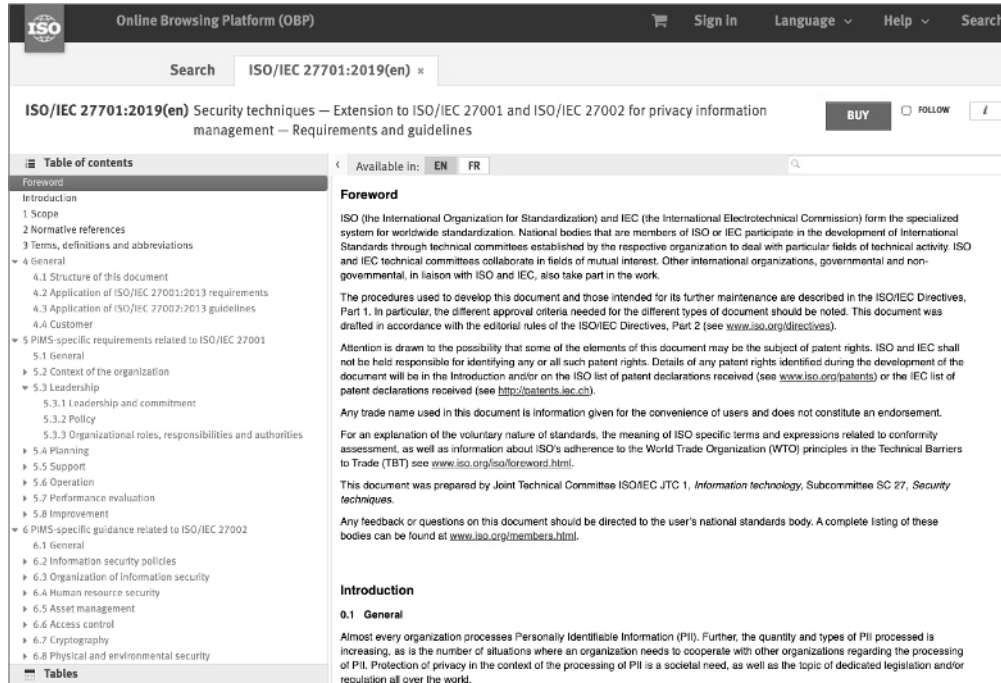 ISO
Online Browsing Platform (OBP)
Sign in
Language
Help
Search
Search
ISO/IEC 27701:2019(en) ×
ISO/IEC 27701:2019(en) Security techniques — Extension to ISO/IEC 27001 and ISO/IEC 27002 for privacy information
management — Requirements and guidelines
BUY
FOLLOW
i
Table of contents
Foreword
Introduction
1 Scope
2 Normative references
3 Terms, definitions and abbreviations
4 General
4.1 Structure of this document
4.2 Application of ISO/IEC 27001:2013 requirements
4.3 Application of ISO/IEC 27002:2013 guidelines
4.4 Customer
5 PIMS-specific requirements related to ISO/IEC 27001
5.1 General
5.2 Context of the organization
5.3 Leadership
5.3.1 Leadership and commitment
5.3.2 Policy
5.3.3 Organizational roles, responsibilities and authorities
5.4 Planning
5.5 Support
5.6 Operation
5.7 Performance evaluation
5.8 Improvement
6 PIMS-specific guidance related to ISO/IEC 27002
6.1 General
6.2 Information security policies
6.3 Organization of information security
6.4 Human resource security
6.5 Asset management
6.6 Access control
6.7 Cryptography
6.8 Physical and environmental security
Tables
Available in: EN FR
Foreword
ISO (the International Organization for Standardization) and IEC (the International Electrotechnical Commission) form the specialized
system for worldwide standardization. National bodies that are members of ISO or IEC participate in the development of International
Standards through technical committees established by the respective organization to deal with particular fields of technical activity. ISO
and IEC technical committees collaborate in fields of mutual interest. Other international organizations, governmental and non-
governmental, in liaison with ISO and IEC, also take part in the work.
The procedures used to develop this document and those intended for its further maintenance are described in the ISO/IEC Directives,
Part 1. In particular, the different approval criteria needed for the different types of document should be noted. This document was
drafted in accordance with the editorial rules of the ISO/IEC Directives, Part 2 (see www.iso.org/directives).
Attention is drawn to the possibility that some of the elements of this document may be the subject of patent rights. ISO and IEC shall
not be held responsible for identifying any or all such patent rights. Details of any patent rights identified during the development of the
document will be in the Introduction and/or on the ISO list of patent declarations received (see www.iso.org/patents) or the IEC list of
patent declarations received (see http://patents.iec.ch).
Any trade name used in this document is information given for the convenience of users and does not constitute an endorsement.
For an explanation of the voluntary nature of standards, the meaning of ISO specific terms and expressions related to conformity
assessment, as well as information about ISO's adherence to the World Trade Organization (WTO) principles in the Technical Barriers
to Trade (TBT) see www.iso.org/iso/foreword.html.
This document was prepared by Joint Technical Committee ISO/IEC JTC 1, Information technology, Subcommittee SC 27, Security
techniques.
Any feedback or questions on this document should be directed to the user's national standards body. A complete listing of these
bodies can be found at www.iso.org/members.html.
Introduction
0.1 General
Almost every organization processes Personally Identifiable Information (PII). Further, the quantity and types of PII processed is
increasing, as is the number of situations where an organization needs to cooperate with other organizations regarding the processing
of PII. Protection of privacy in the context of the processing of PII is a societal need, as well as the topic of dedicated legislation and/or
regulation all over the world.